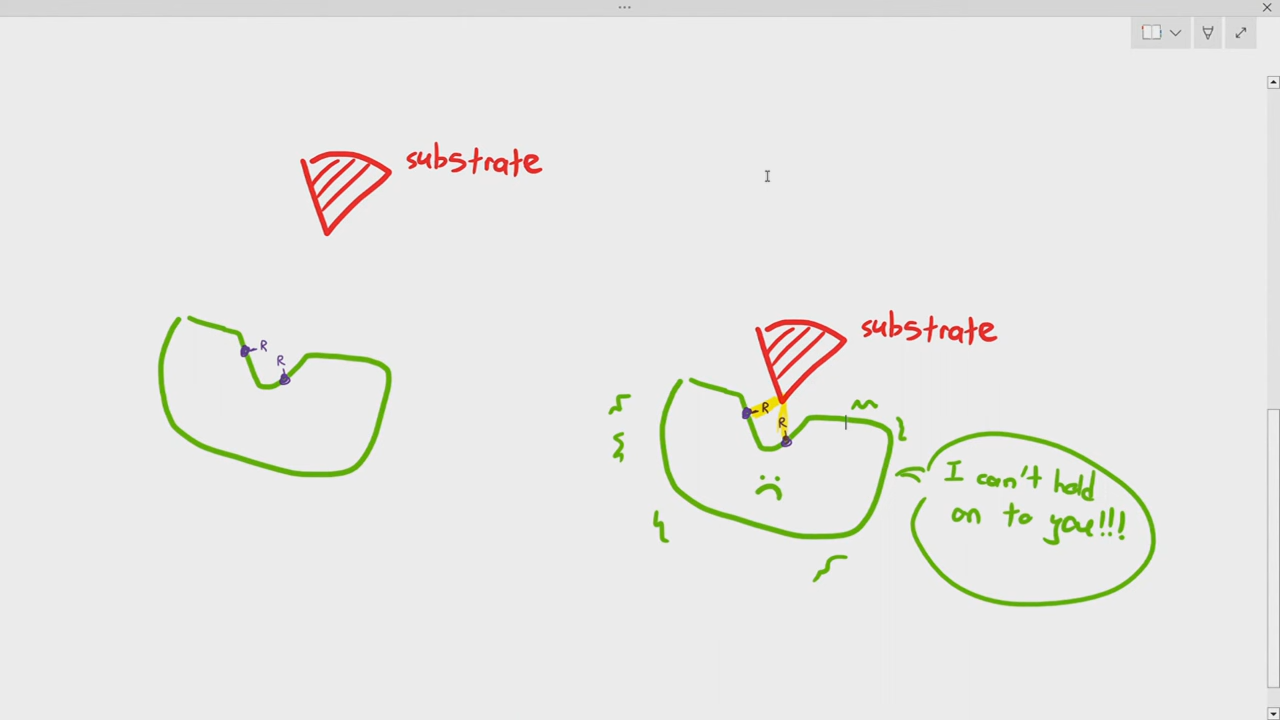 substrate
R
R
substrate
R
R
I can't hold
on to you!!!